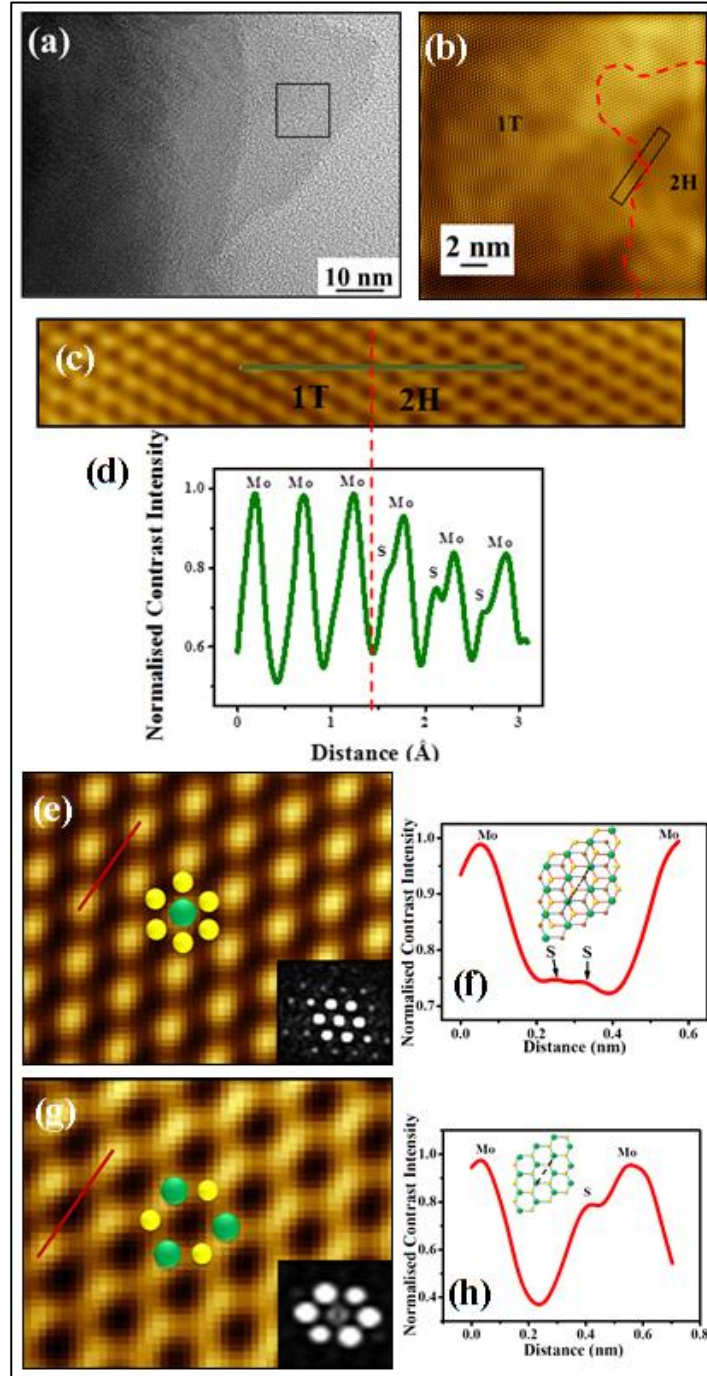 (a)
10 nm
(b)
1T
2H
2 nm
(c)
1T
2H
(d)
Normalised Contrast Intensity
1.0
0.8
0.6
Mo
Mo
Mo
Mo
Mo
Mo
S
S
S
0
1
2
3
Distance (Å)
(e)
(f)
Normalised Contrast Intensity
1.0
0.9
0.8
0.7
Mo
Mo
S
S
0.0
0.2
0.4
0.6
Distance (nm)
(g)
(h)
Normalised Contrast Intensity
1.0
0.8
0.6
0.4
Mo
Mo
S
0.0
0.2
0.4
0.6
0.8
Distance (nm)